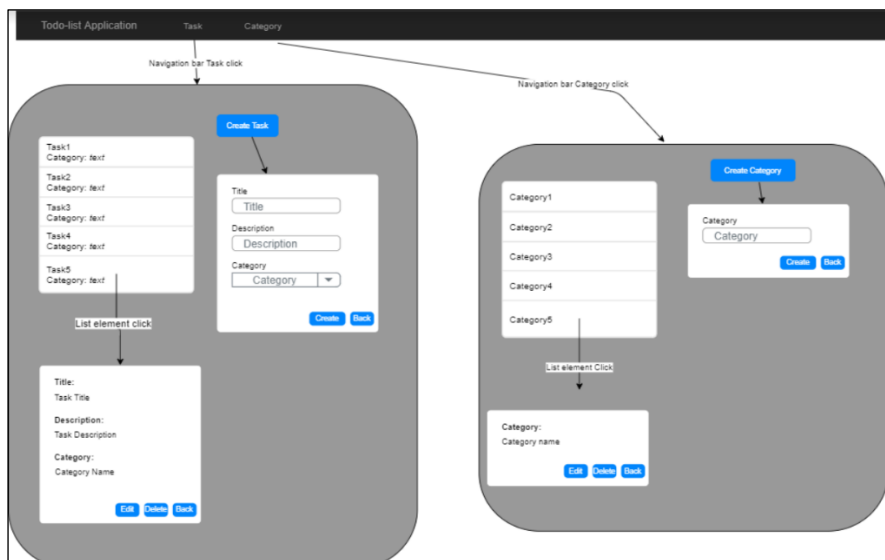 Todo-list Application
Task
Category
Navigation bar Task click
Navigation bar Category click
Create Task
Task1
Category: text
Task2
Category: text
Task3
Category: text
Task4
Category: text
Task5
Category: text
Title
Title
Description
Description
Category
Category
Create
Back
List element click
Title:
Task Title
Description:
Task Description
Category:
Category Name
Edit
Delete
Back
Create Category
Category1
Category2
Category3
Category4
Category5
Category
Category
Create
Back
List element Click
Category:
Category name
Edit
Delete
Back